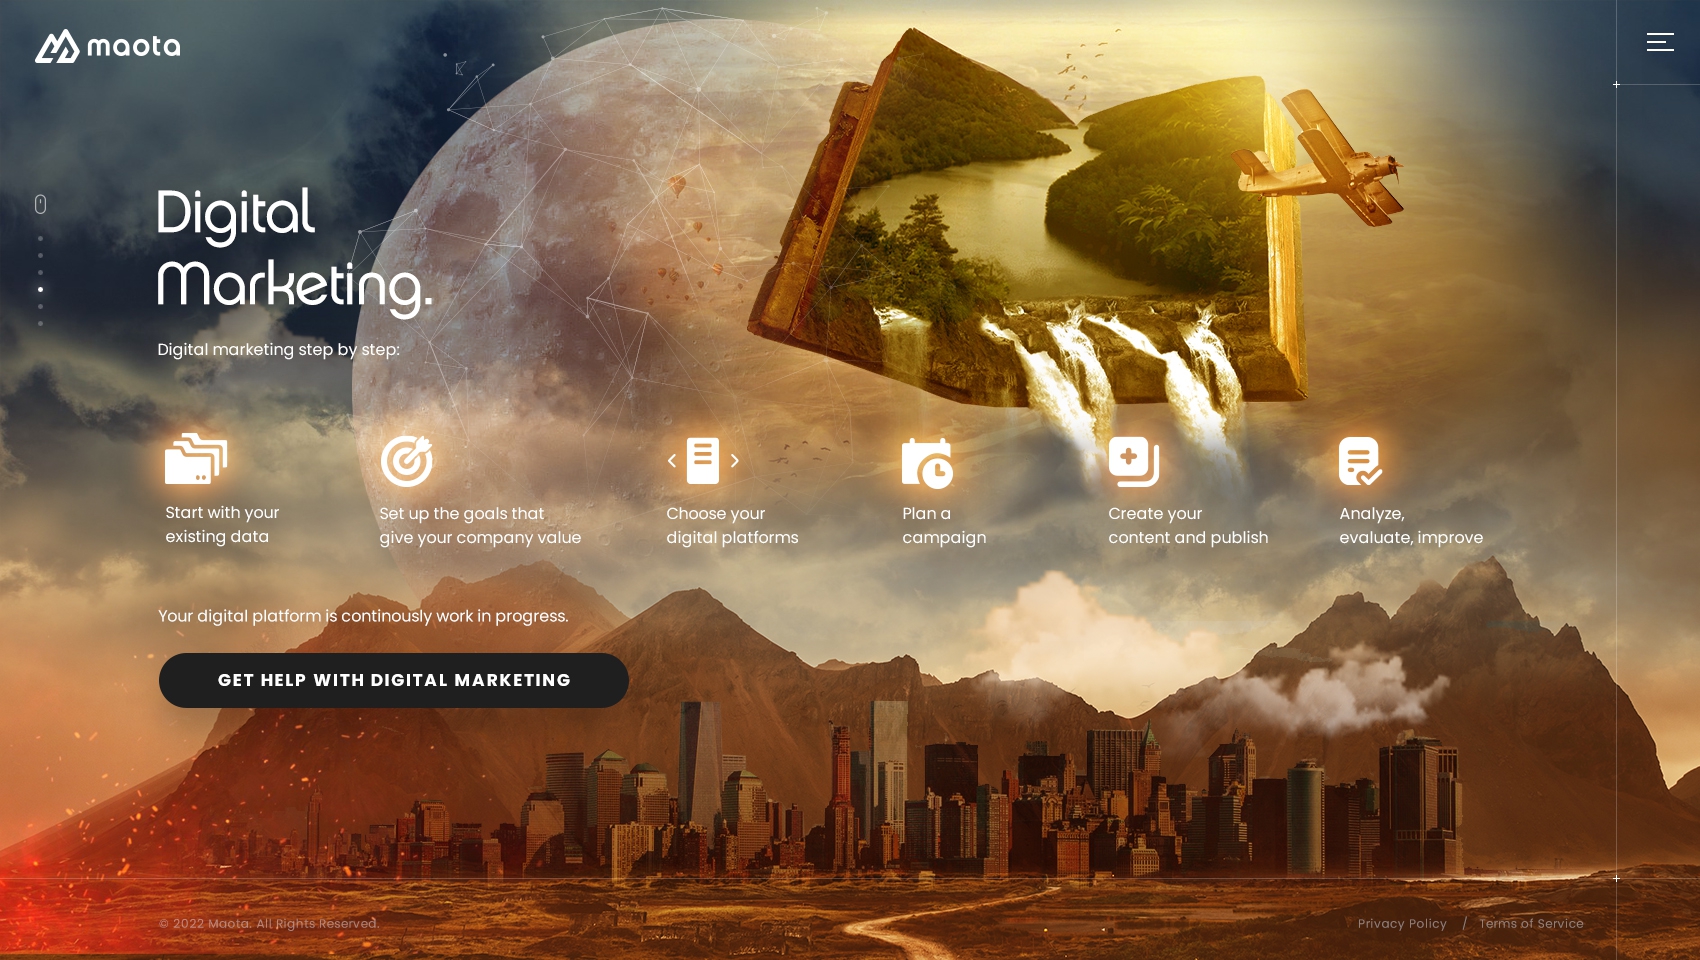 maota
Digital
Marketing.
Digital marketing step by step:
Start with your
existing data
Set up the goals that
give your company value
Choose your
digital platforms
Plan a
campaign
Create your
content and publish
Analyze,
evaluate, improve
Your digital platform is continously work in progress.
GET HELP WITH DIGITAL MARKETING
© 2022 Maota. All Rights Reserved.
Privacy Policy / Terms of Service